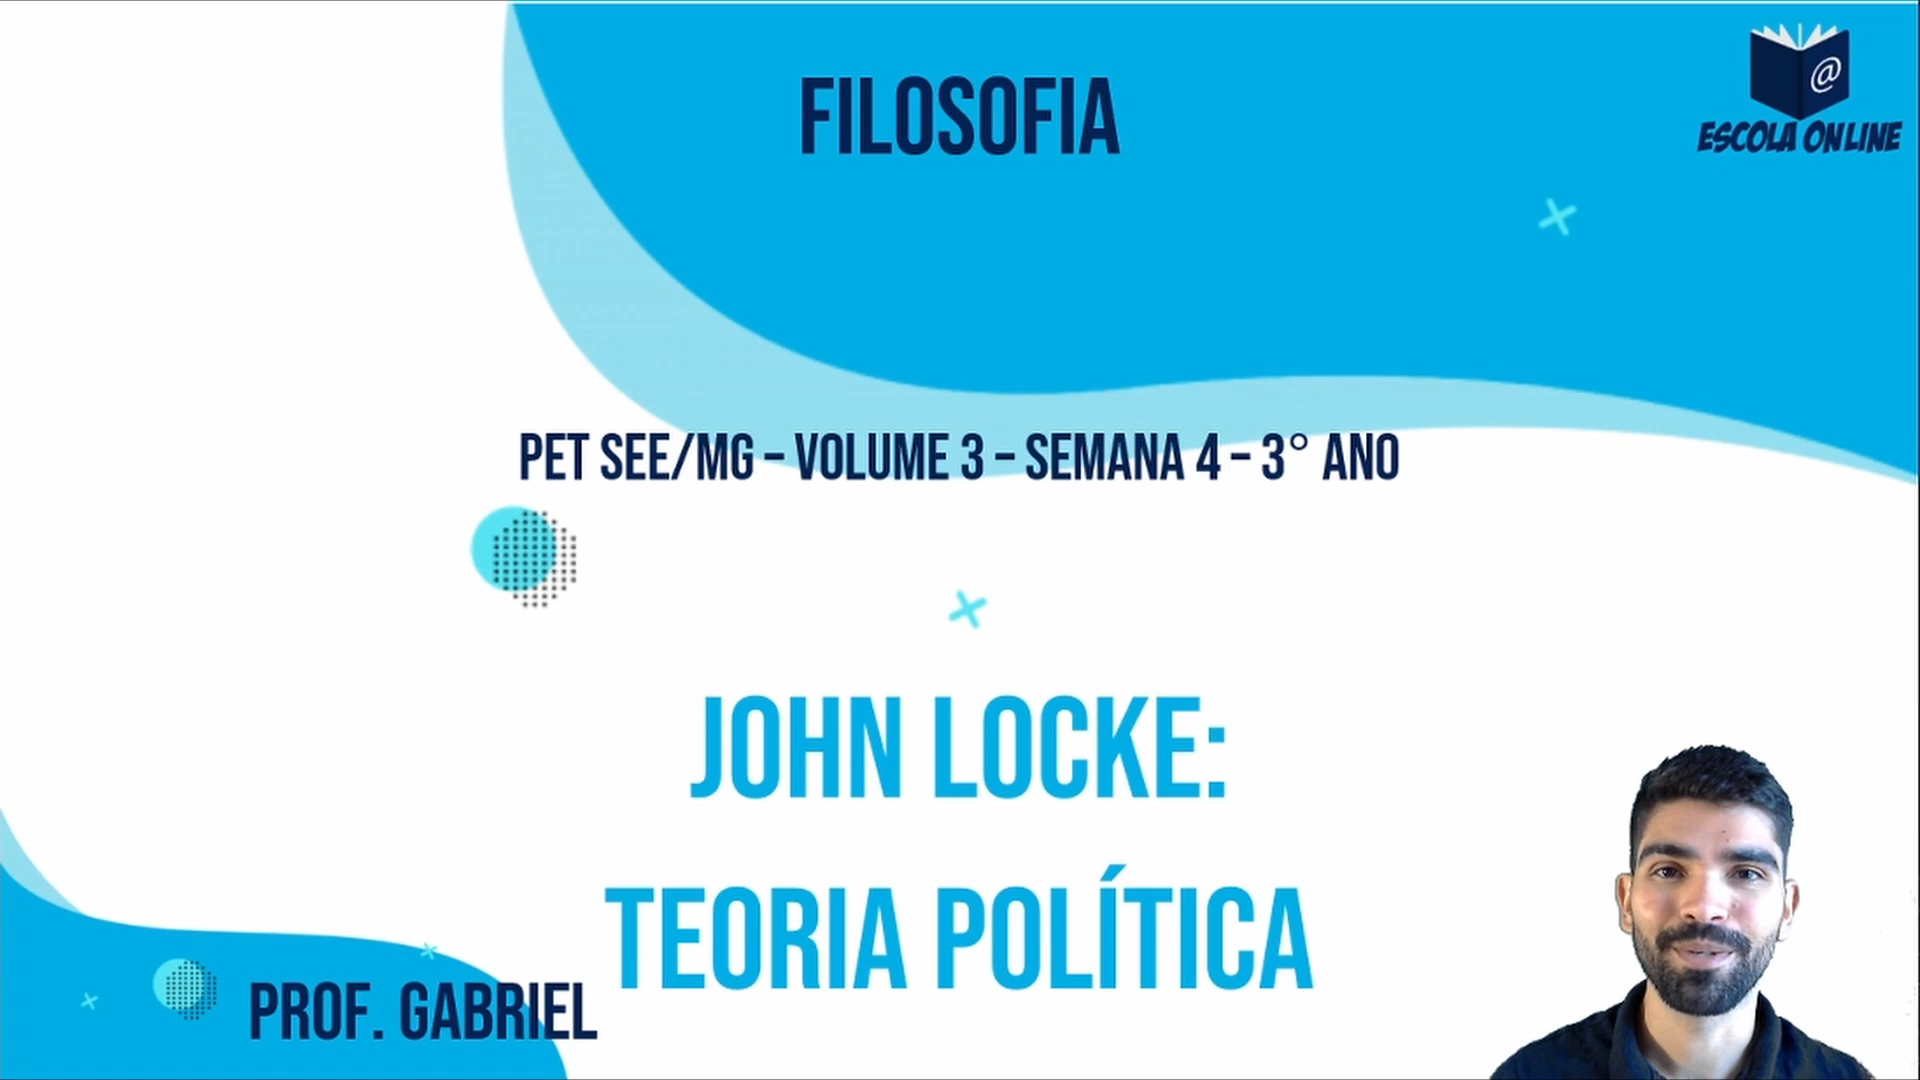 FILOSOFIA
@
ESCOLA ONLINE
PET SEE/MG – VOLUME 3 – SEMANA 4 – 3° ANO
JOHN LOCKE:
TEORIA POLÍTICA
PROF. GABRIEL